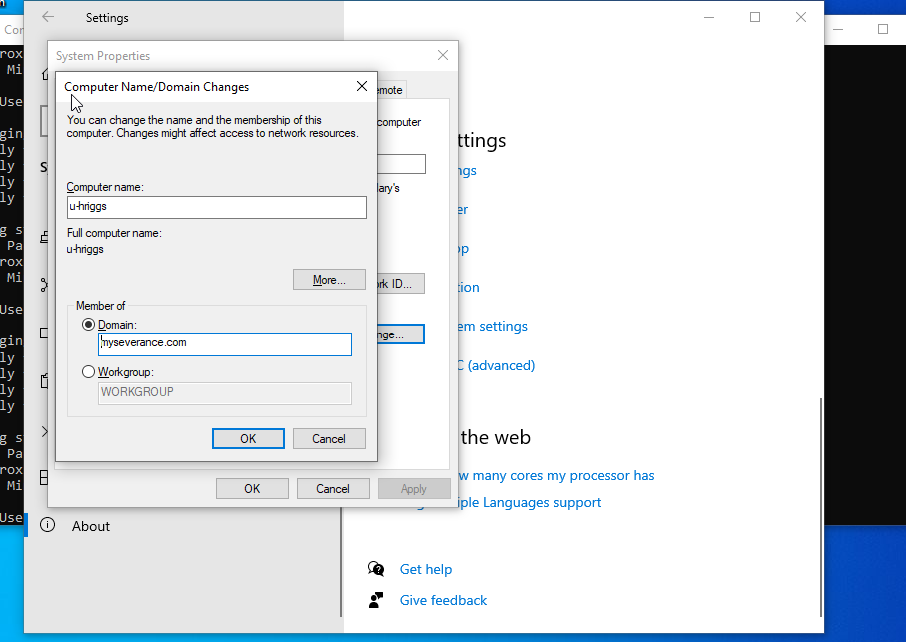 Settings
System Properties
Computer Name/Domain Changes
You can change the name and the membership of this
computer. Changes might affect access to network resources.
Computer name:
u-hriggs
Full computer name:
u-hriggs
More...
Member of
Domain:
myseverance.com
Workgroup:
WORKGROUP
OK
Cancel
emote
computer
ary's
rk ID...
nge...
OK
Cancel
Apply
About
ttings
ngs
er
op
tion
em settings
C (advanced)
the web
w many cores my processor has
iple Languages support
Get help
Give feedback
Cor
rox
Mi
Use
gin
ly
ly
ly
ly
g s
Pa
rox
Mi
Use
gin
ly
ly
ly
ly
g s
Pa
rox
Mi
Use